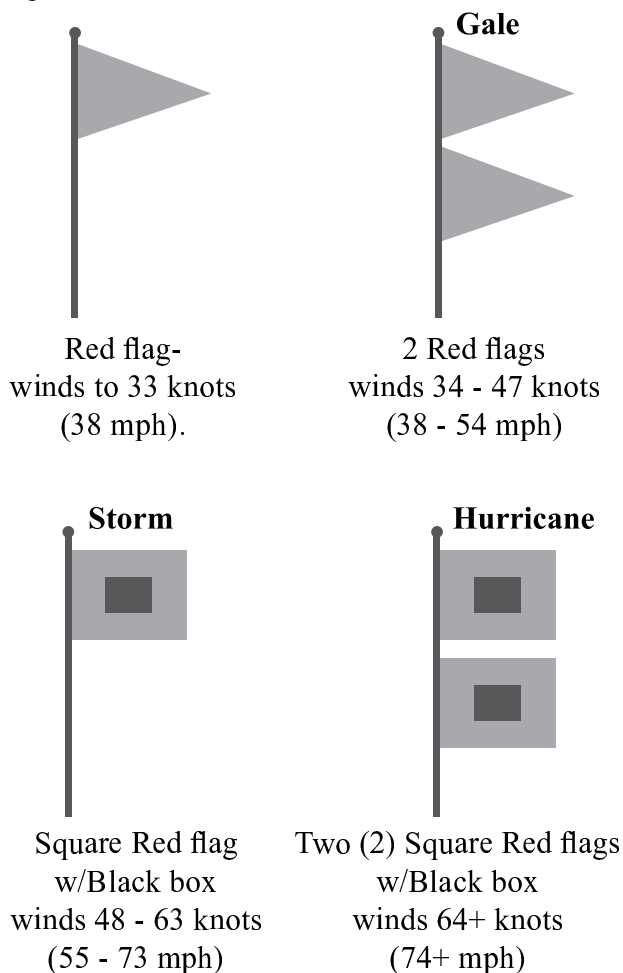 Gale
Red flag-
winds to 33 knots
(38 mph).
2 Red flags
winds 34 - 47 knots
(38 - 54 mph)
Storm
Square Red flag
w/Black box
winds 48 - 63 knots
(55 - 73 mph)
Hurricane
Two (2) Square Red flags
w/Black box
winds 64+ knots
(74+ mph)